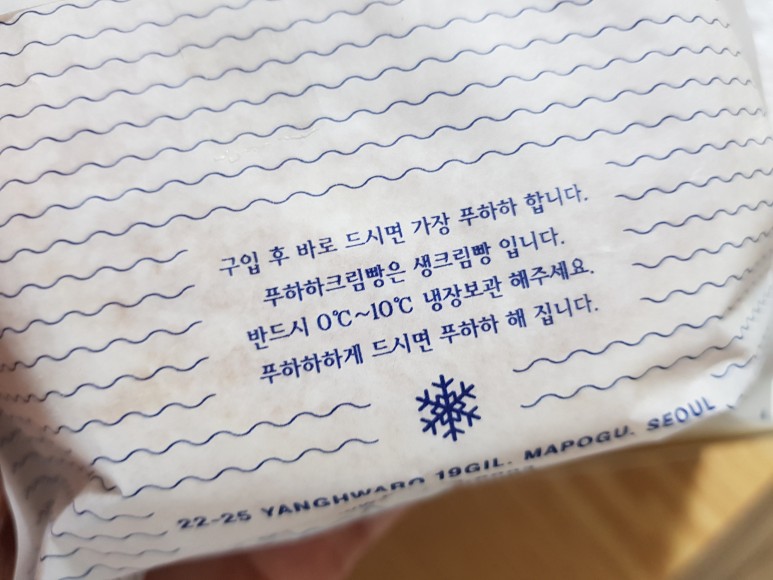 구입 후 바로 드시면 가장 푸하하 합니다.
푸하하크림빵은 생크림빵 입니다.
반드시 0℃~10℃ 냉장보관 해주세요.
푸하하하게 드시면 푸하하 해 집니다.
22-25 YANGHWARO 19GIL. MAPOGU. SEOUL